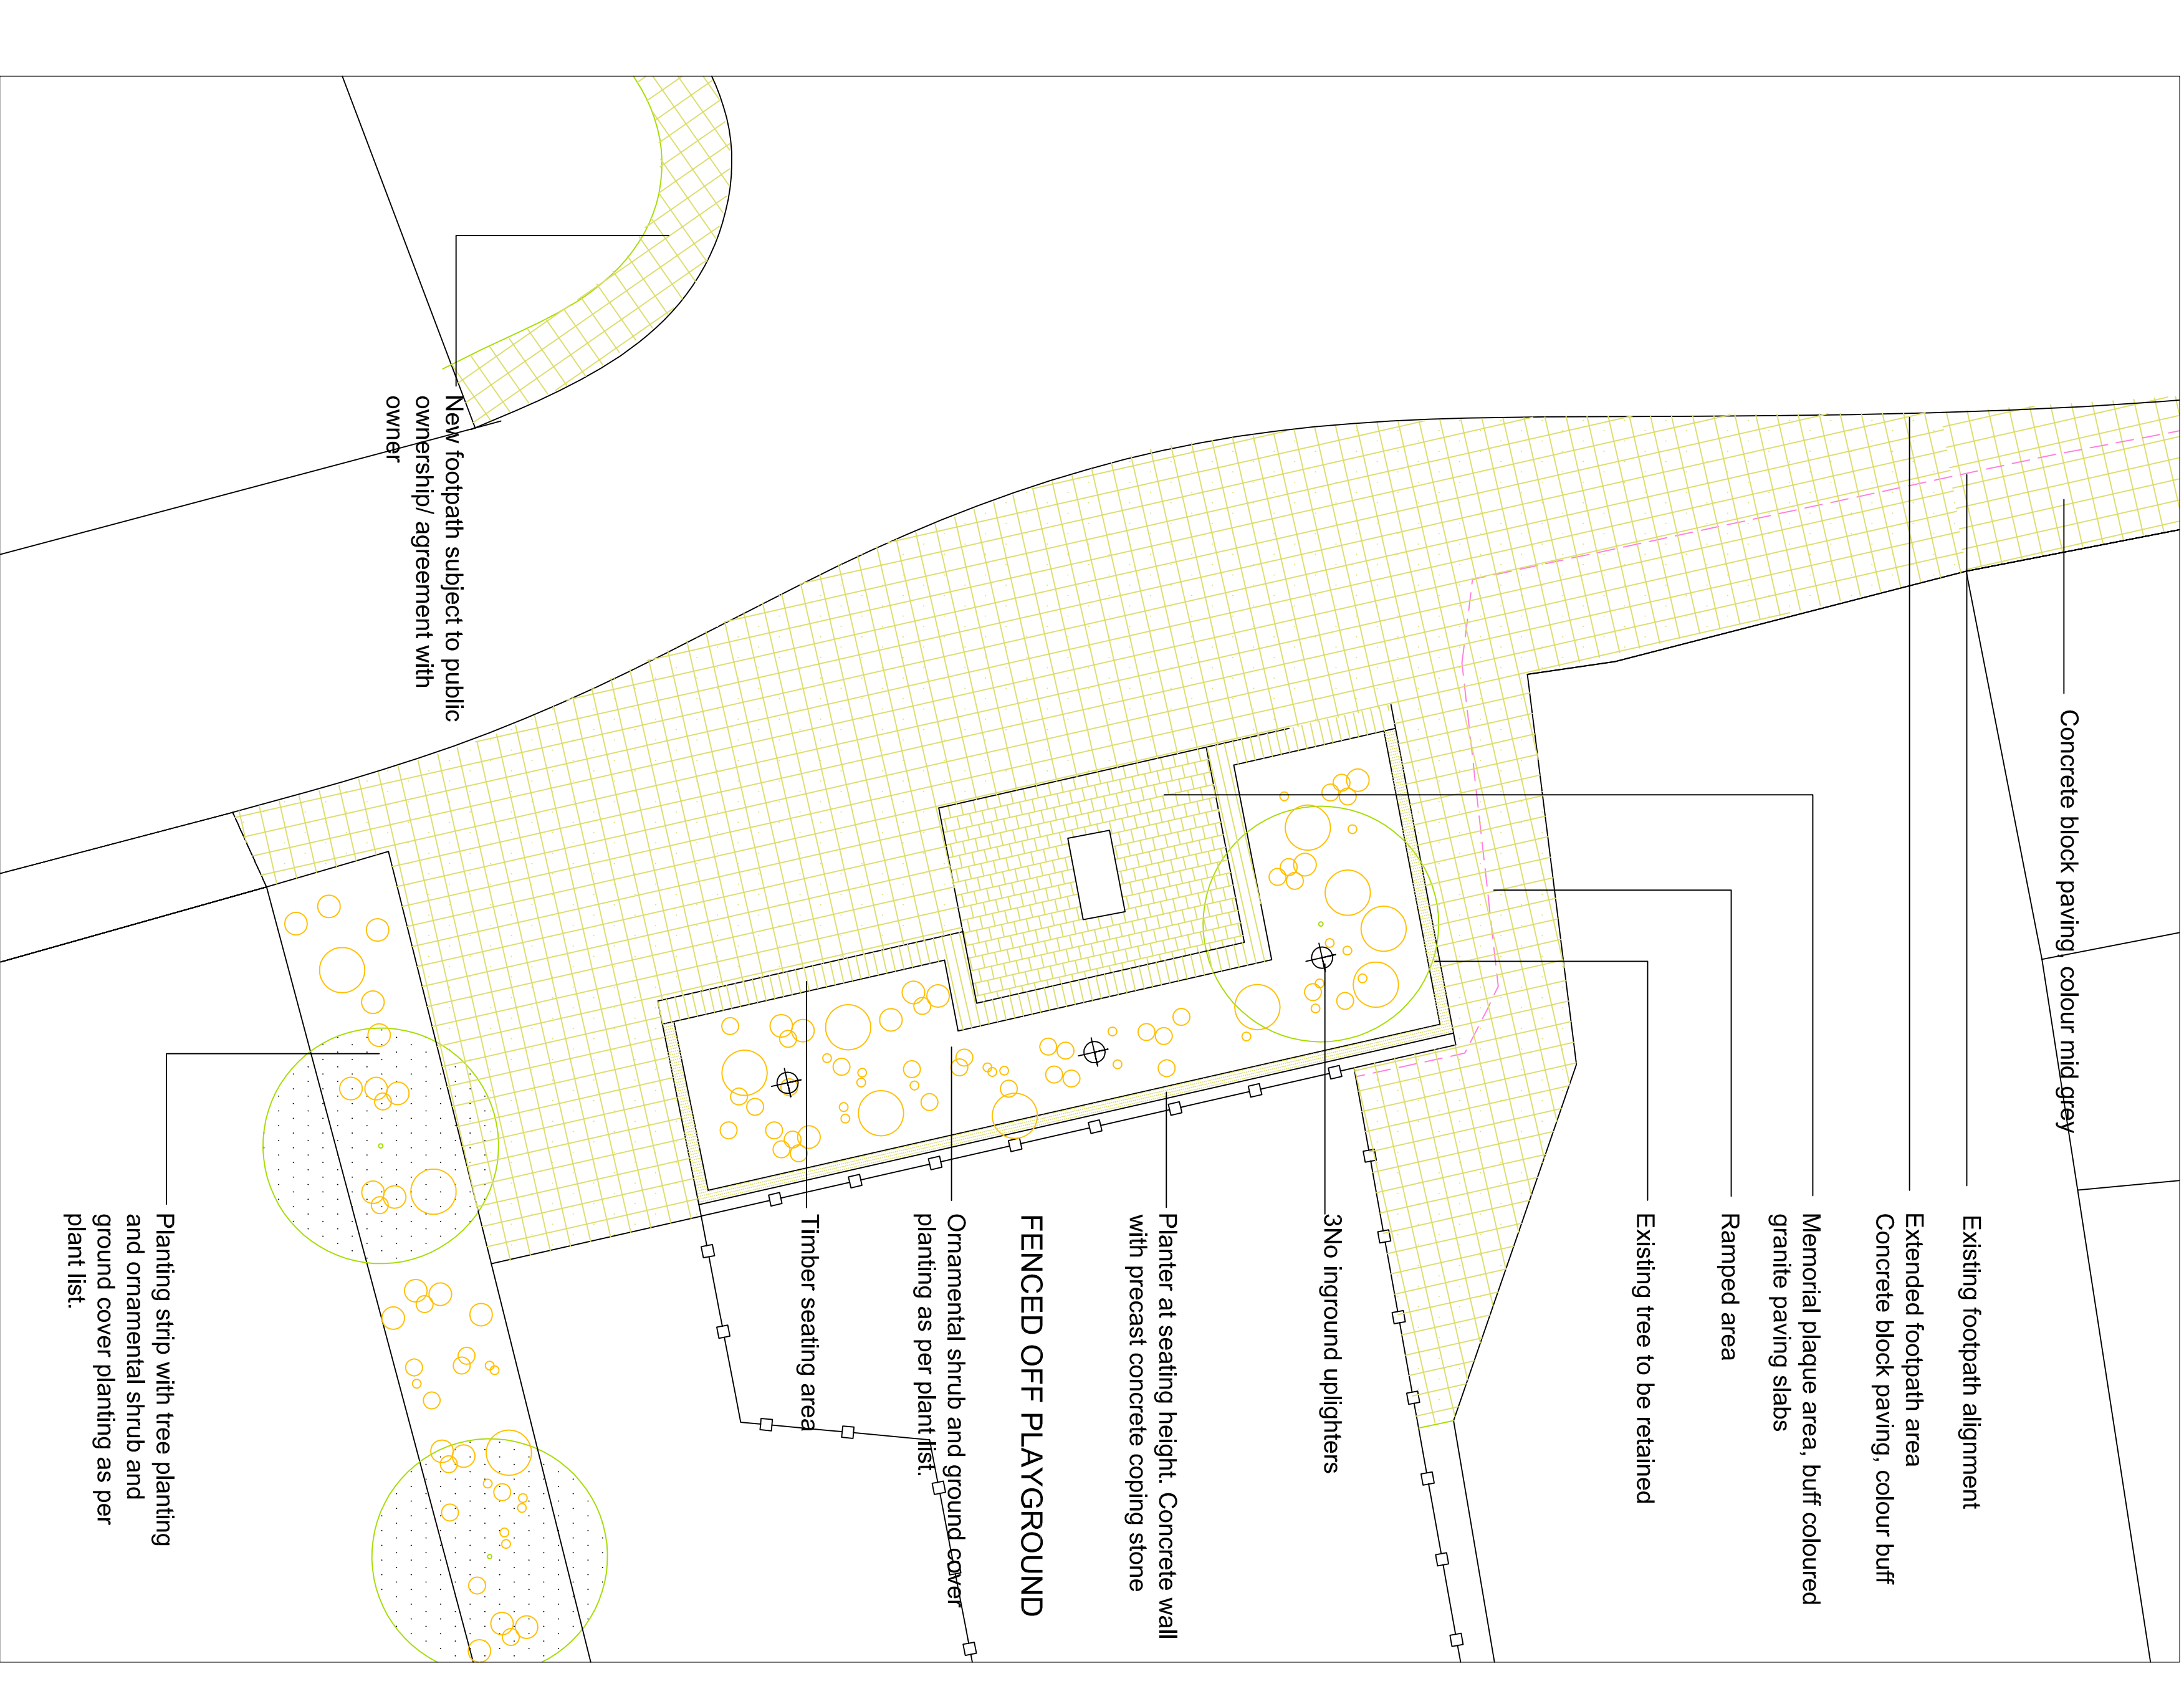 Concrete block paving, colour mid grey
Existing footpath alignment
Extended footpath area
Concrete block paving, colour buff
Memorial plaque area, buff coloured
granite paving slabs
Ramped area
Existing tree to be retained
3No inground uplighters
Planter at seating height. Concrete wall
with precast concrete coping stone
FENCED OFF PLAYGROUND
Ornamental shrub and ground cover
planting as per plant list.
Timber seating area
New footpath subject to public
ownership/ agreement with
owner
Planting strip with tree planting
and ornamental shrub and
ground cover planting as per
plant list.